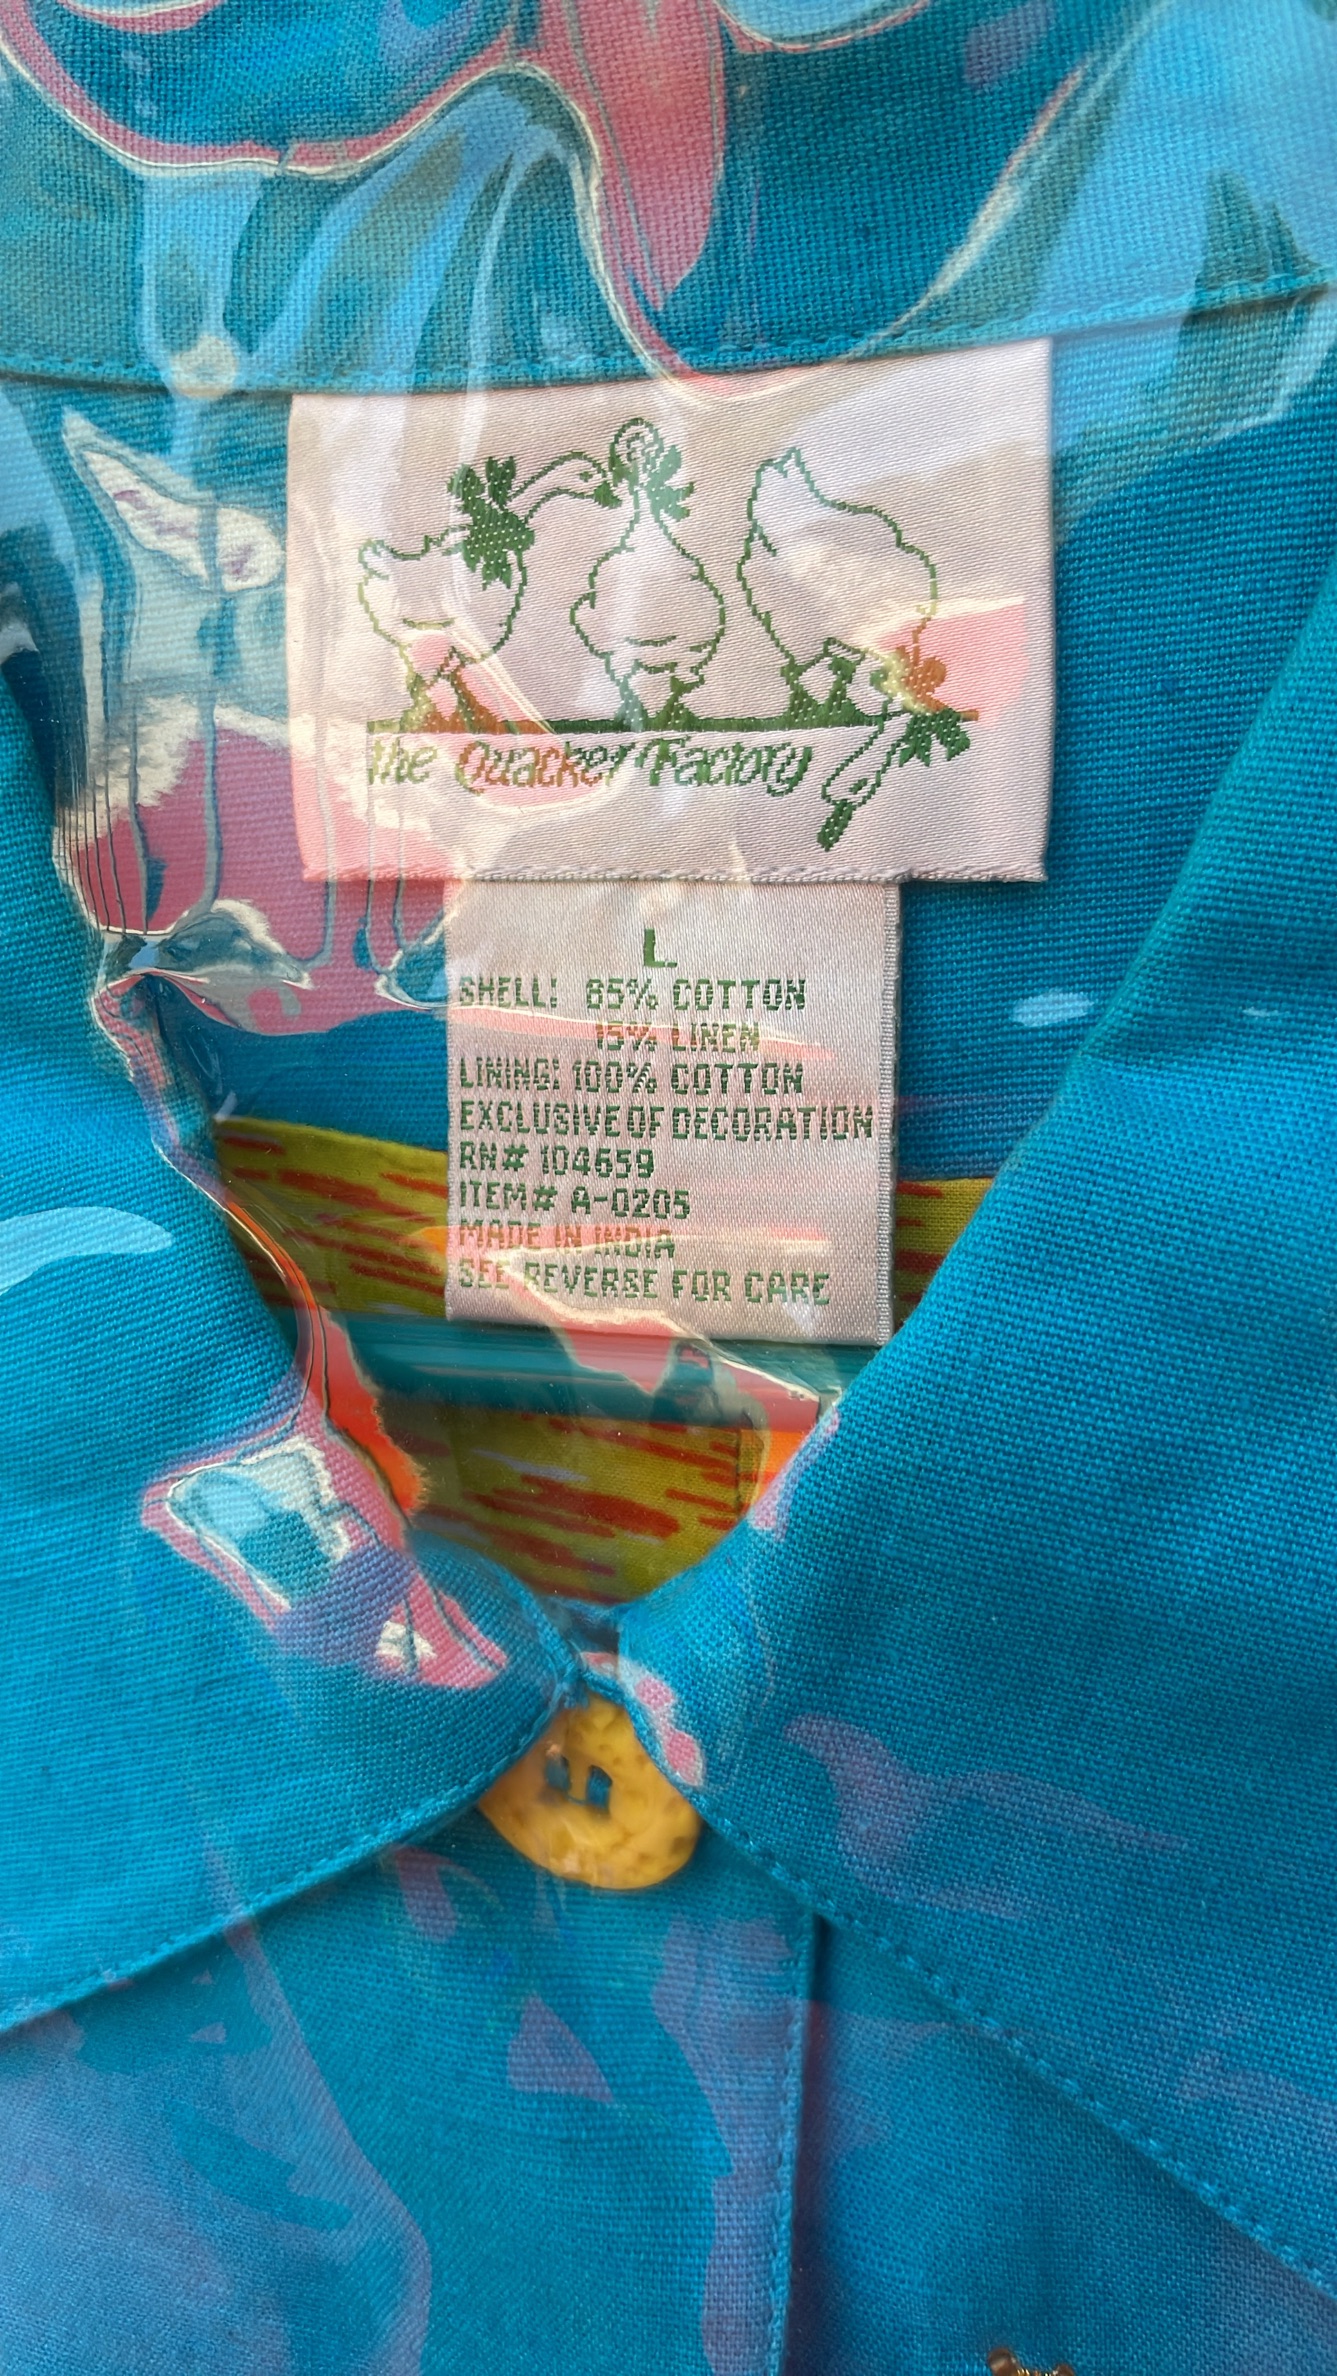 the Quacker Factory
L
SHELL: 85% COTTON
15% LINEN
LINING: 100% COTTON
EXCLUSIVE OF DECORATION
RN# 104659
ITEM# A-0205
MADE IN INDIA
SEE REVERSE FOR CARE